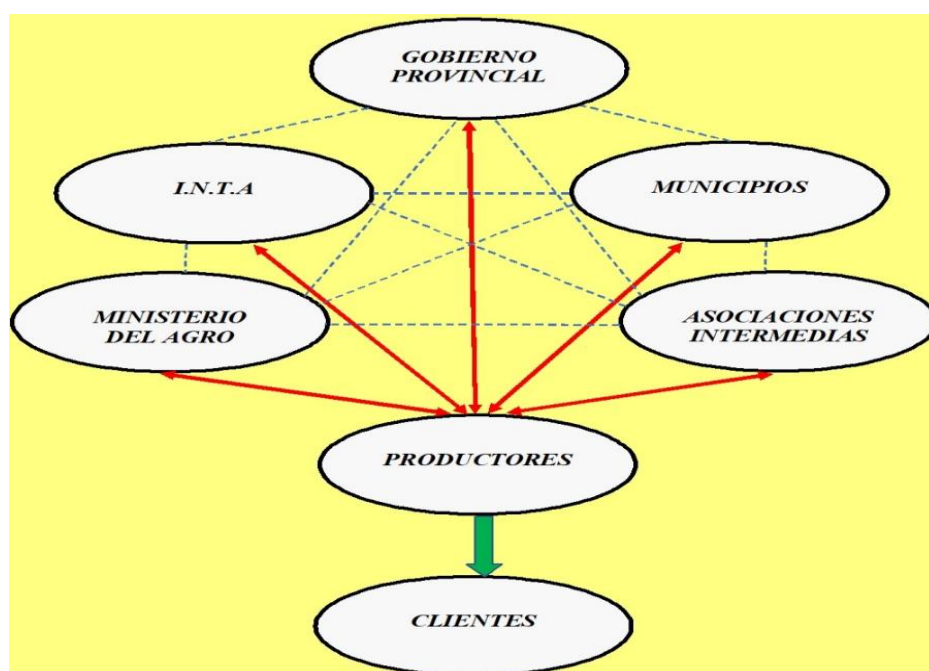 GOBIERNO
PROVINCIAL
I.N.T.A
MUNICIPIOS
MINISTERIO
DEL AGRO
ASOCIACIONES
INTERMEDIAS
PRODUCTORES
CLIENTES